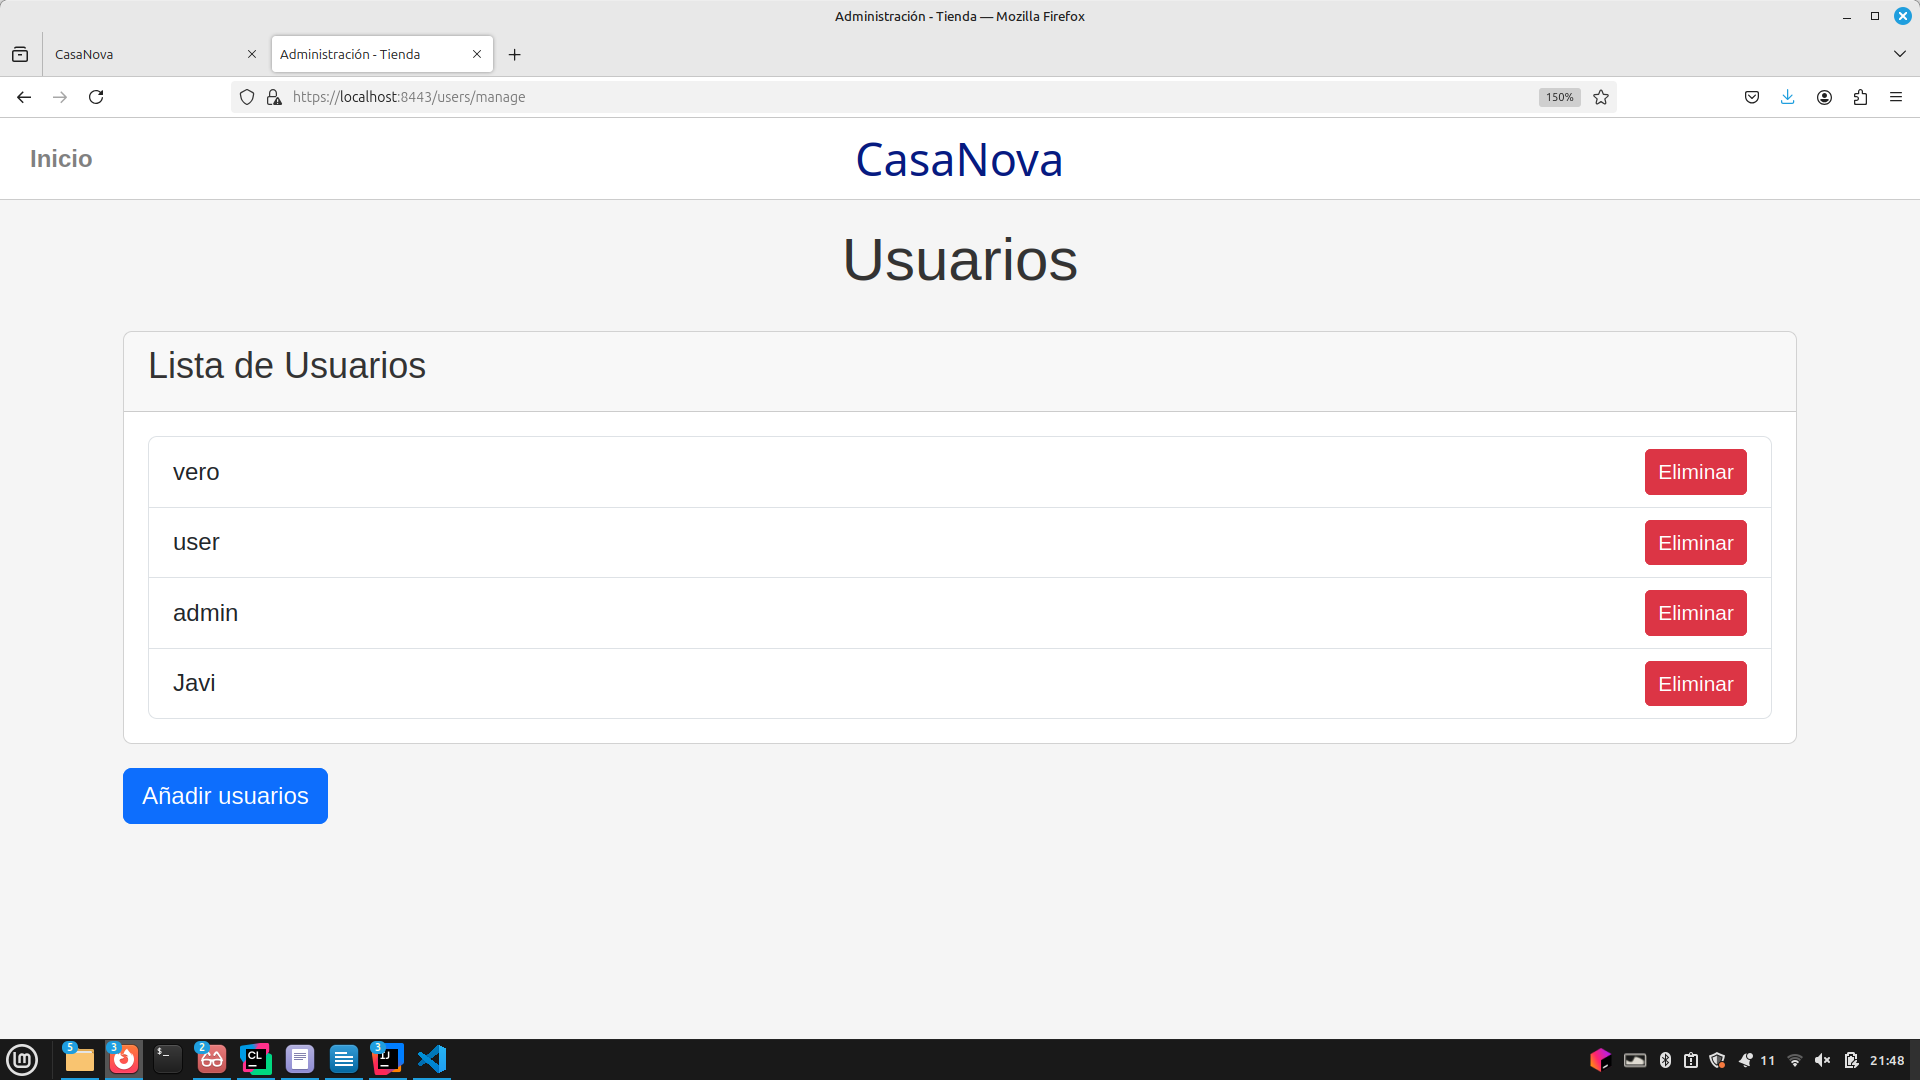 Administración - Tienda — Mozilla Firefox
CasaNova
Administración - Tienda
https://localhost:8443/users/manage
150%
Inicio
CasaNova
Usuarios
Lista de Usuarios
vero
Eliminar
user
Eliminar
admin
Eliminar
Javi
Eliminar
Añadir usuarios
5
3
$_
2
CL
3
IJ
11
21:48